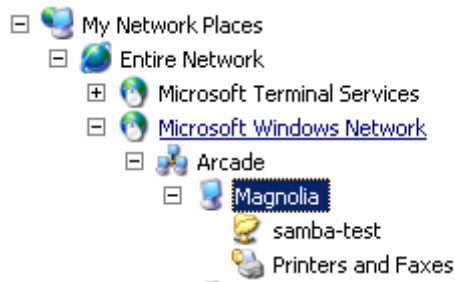 My Network Places
Entire Network
Microsoft Terminal Services
Microsoft Windows Network
Arcade
Magnolia
samba-test
Printers and Faxes